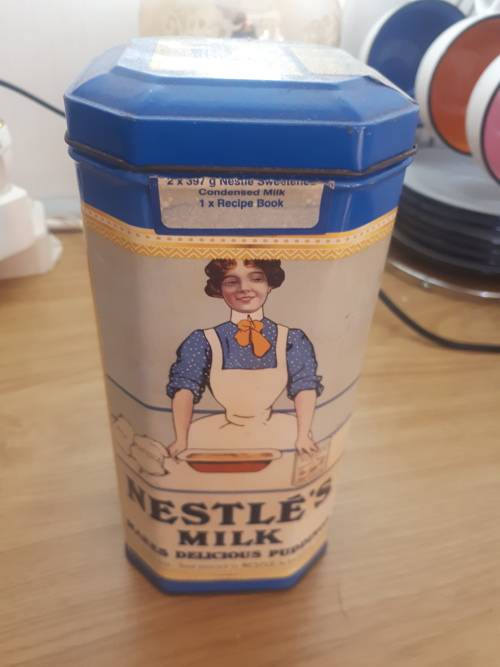 2 x 397 g Nestlé Sweetened
Condensed Milk
1 x Recipe Book
NESTLÉ'S
MILK
MAKES DELICIOUS PUDDINGS